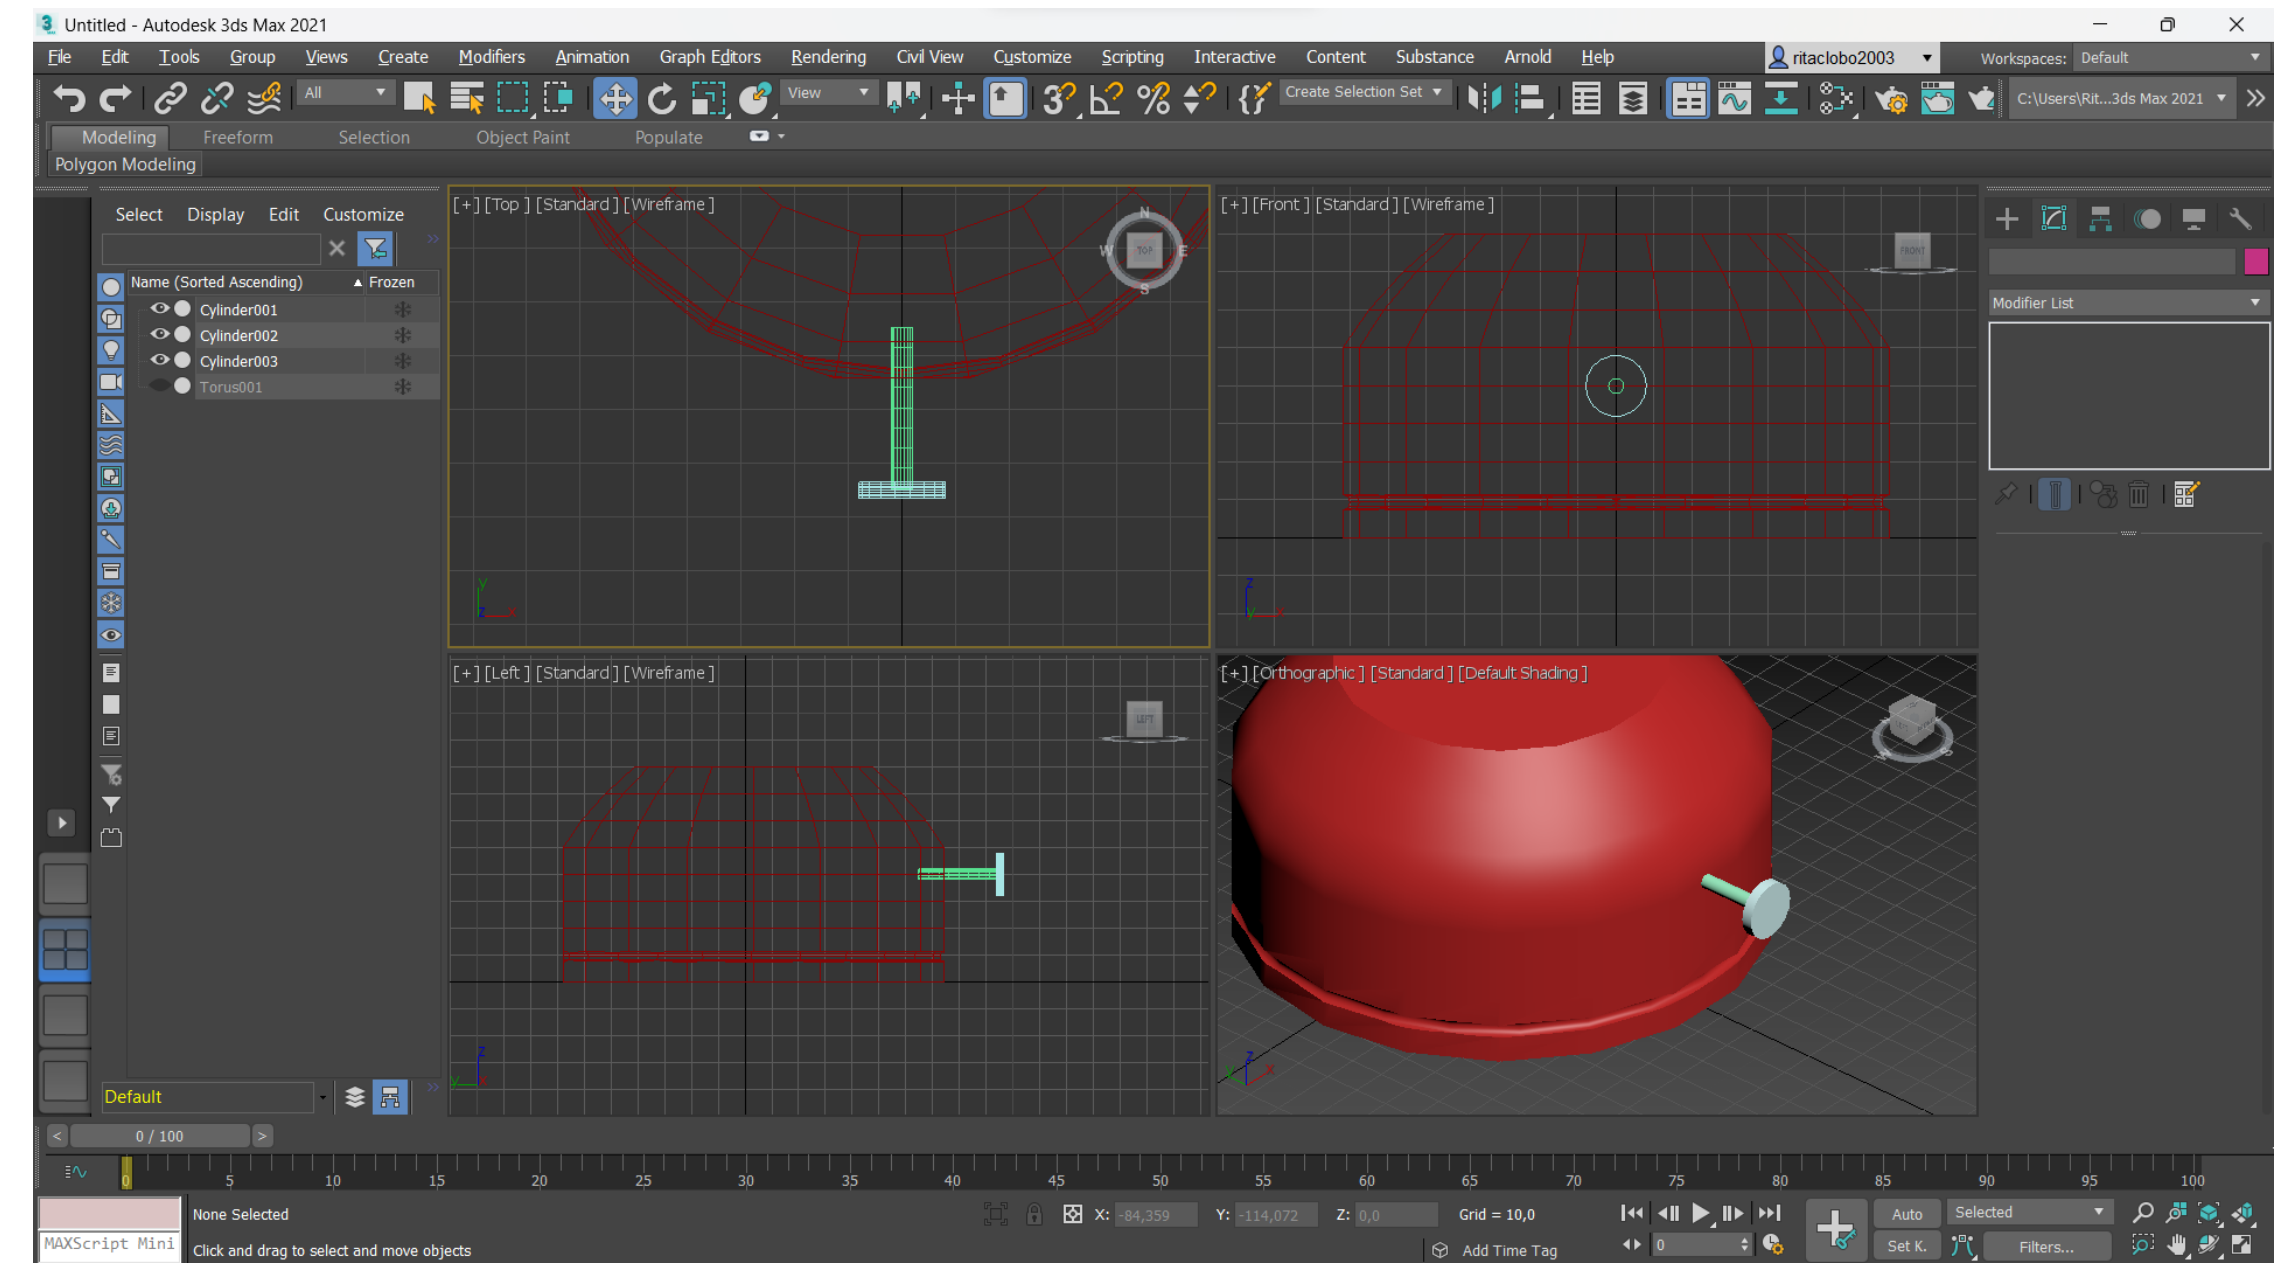 Untitled - Autodesk 3ds Max 2021
File Edit Tools Group Views Create Modifiers Animation Graph Editors Rendering Civil View Customize Scripting Interactive Content Substance Arnold Help ritaclobo2003 Workspaces: Default
All View Create Selection Set C:\Users\Rit...3ds Max 2021
Modeling Freeform Selection Object Paint Populate
Polygon Modeling
Select Display Edit Customize
Name (Sorted Ascending) Frozen
Cylinder001
Cylinder002
Cylinder003
Torus001
Default
[+] [Top ] [Standard ] [Wireframe ]
N
W TOP E
S
y
z x
[+] [Front ] [Standard ] [Wireframe ]
FRONT
z
y x
[+] [Left ] [Standard ] [Wireframe ]
LEFT
z
y x
[+] [Orthographic ] [Standard ] [Default Shading ]
z
y x
Modifier List
< 0 / 100 >
0 5 10 15 20 25 30 35 40 45 50 55 60 65 70 75 80 85 90 95 100
None Selected X: -84,359 Y: -114,072 Z: 0,0 Grid = 10,0 Auto Selected
MAXScript Mini Click and drag to select and move objects Add Time Tag 0 Set K. Filters...